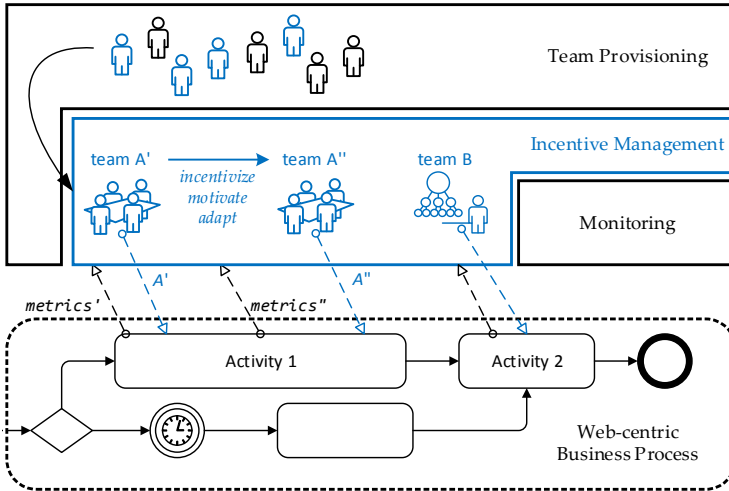 Team Provisioning
Incentive Management
team A'
team A''
team B
incentivize
motivate
adapt
Monitoring
A'
A"
metrics'
metrics"
Activity 1
Activity 2
Web-centric
Business Process